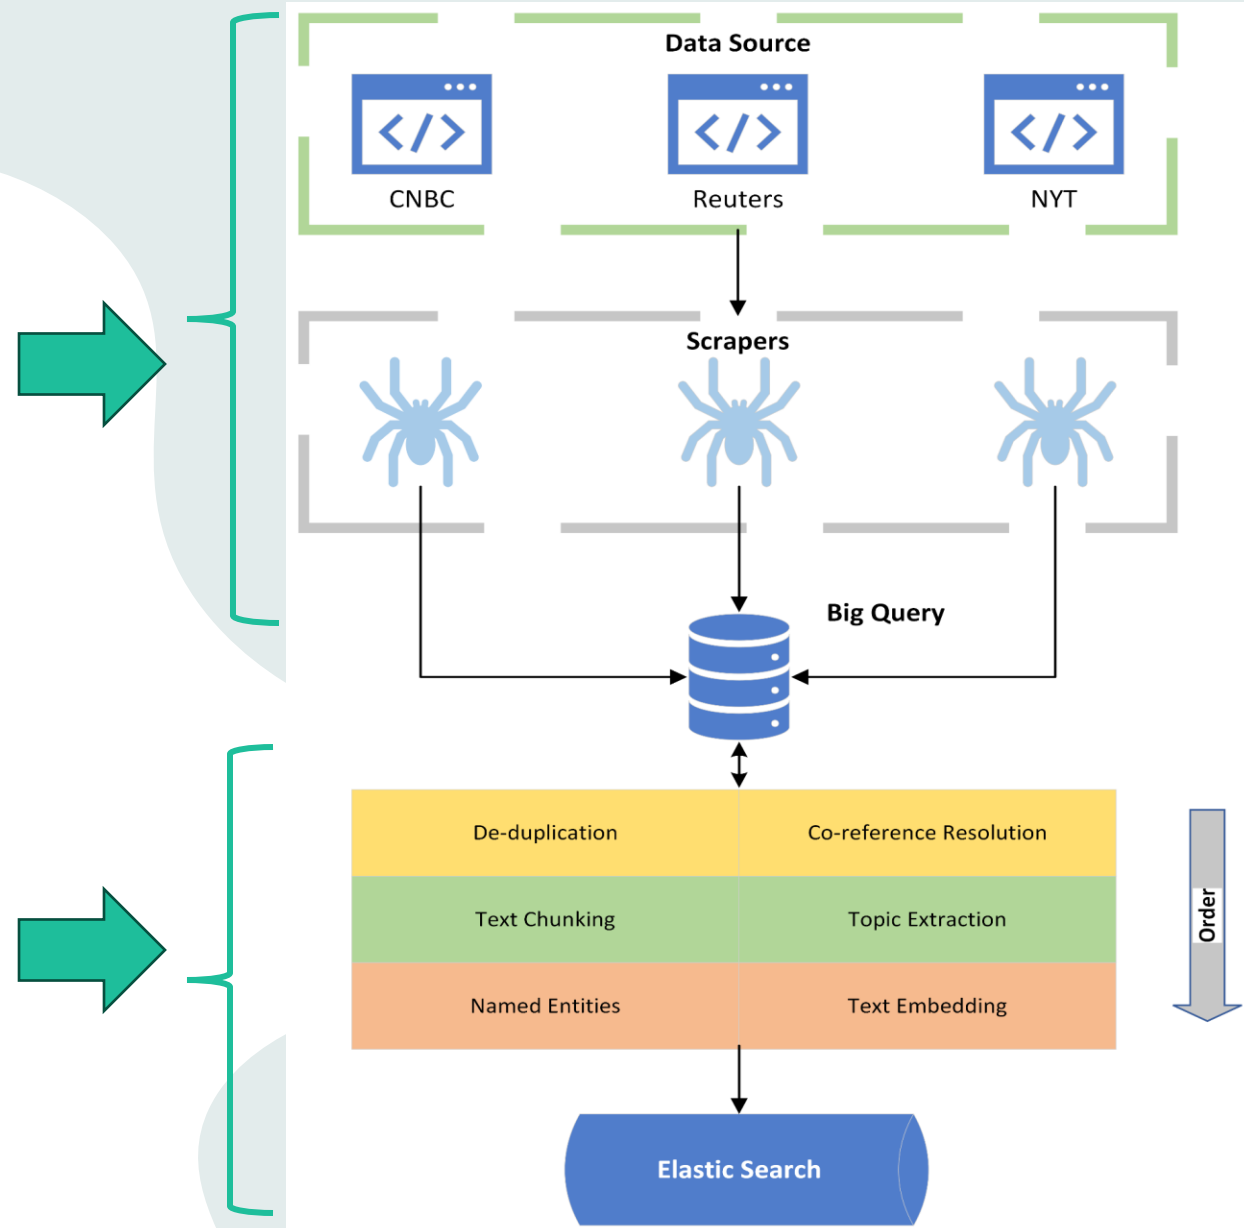 Data Source
</>
</>
</>
CNBC
Reuters
NYT
Scrapers
Big Query
De-duplication
Co-reference Resolution
Text Chunking
Topic Extraction
Named Entities
Text Embedding
Order
Elastic Search